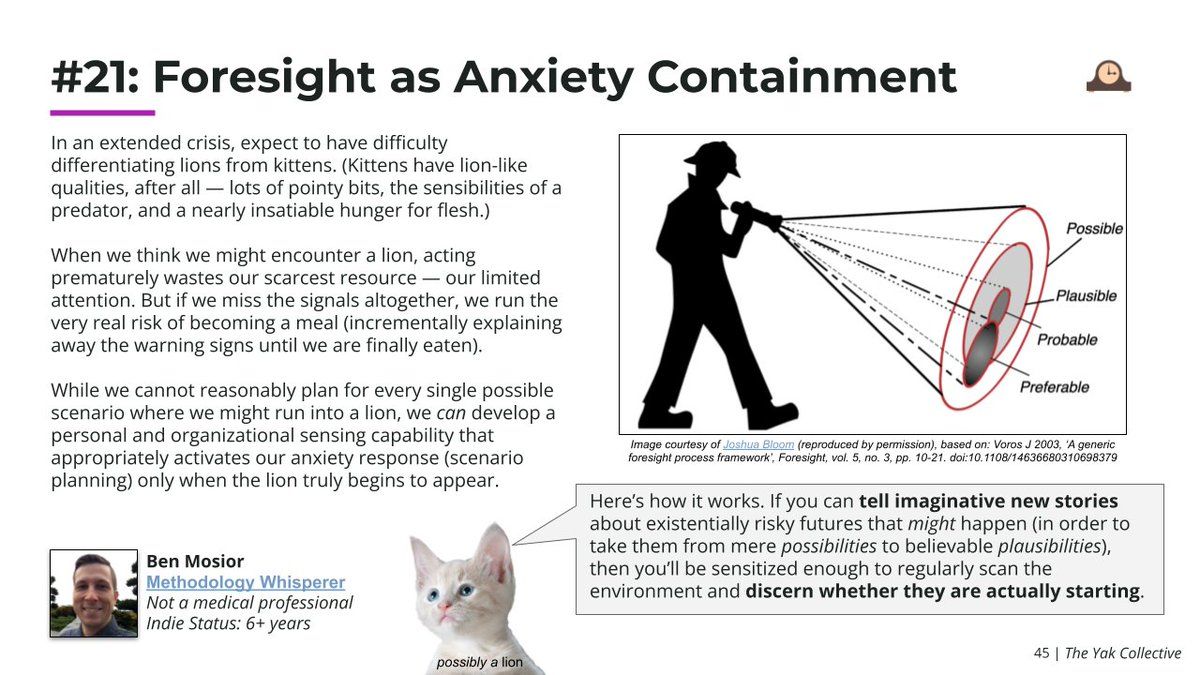 #21: Foresight as Anxiety Containment
In an extended crisis, expect to have difficulty
differentiating lions from kittens. (Kittens have lion-like
qualities, after all — lots of pointy bits, the sensibilities of a
predator, and a nearly insatiable hunger for flesh.)
When we think we might encounter a lion, acting
prematurely wastes our scarcest resource — our limited
attention. But if we miss the signals altogether, we run the
very real risk of becoming a meal (incrementally explaining
away the warning signs until we are finally eaten).
While we cannot reasonably plan for every single possible
scenario where we might run into a lion, we can develop a
personal and organizational sensing capability that
appropriately activates our anxiety response (scenario
planning) only when the lion truly begins to appear.
Possible
Plausible
Probable
Preferable
Image courtesy of Joshua Bloom (reproduced by permission), based on: Voros J 2003, ‘A generic
foresight process framework’, Foresight, vol. 5, no. 3, pp. 10-21. doi:10.1108/14636680310698379
Here’s how it works. If you can tell imaginative new stories
about existentially risky futures that might happen (in order to
take them from mere possibilities to believable plausibilities),
then you’ll be sensitized enough to regularly scan the
environment and discern whether they are actually starting.
Ben Mosior
Methodology Whisperer
Not a medical professional
Indie Status: 6+ years
possibly a lion
45 | The Yak Collective